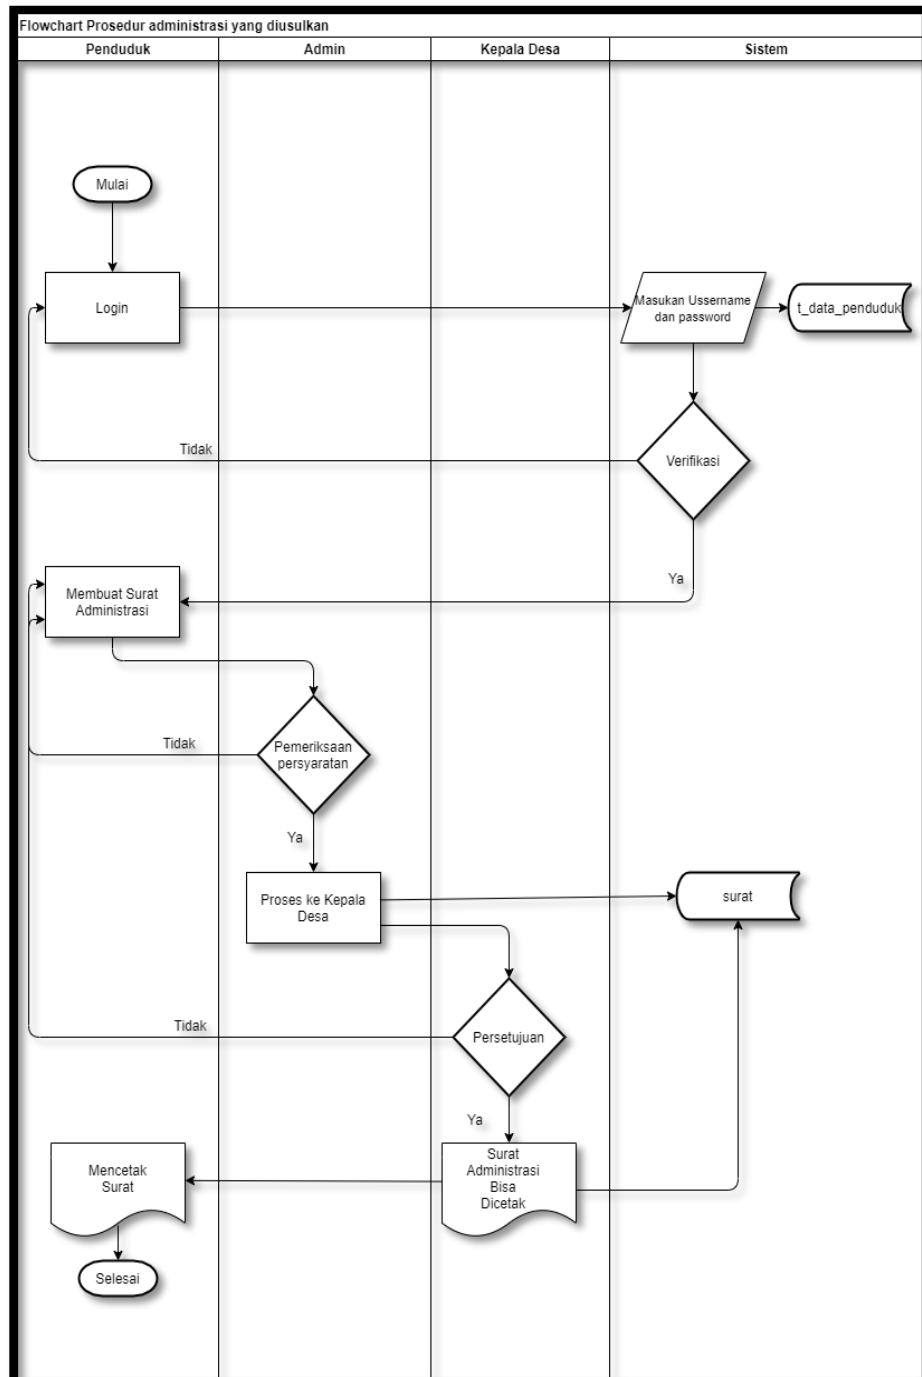 Flowchart Prosedur administrasi yang diusulkan
Penduduk
Admin
Kepala Desa
Sistem
Mulai
Login
Masukan Ussername
dan password
t_data_penduduk
Tidak
Verifikasi
Ya
Membuat Surat
Administrasi
Tidak
Pemeriksaan
persyaratan
Ya
Proses ke Kepala
Desa
surat
Tidak
Persetujuan
Ya
Mencetak
Surat
Surat
Administrasi
Bisa
Dicetak
Selesai